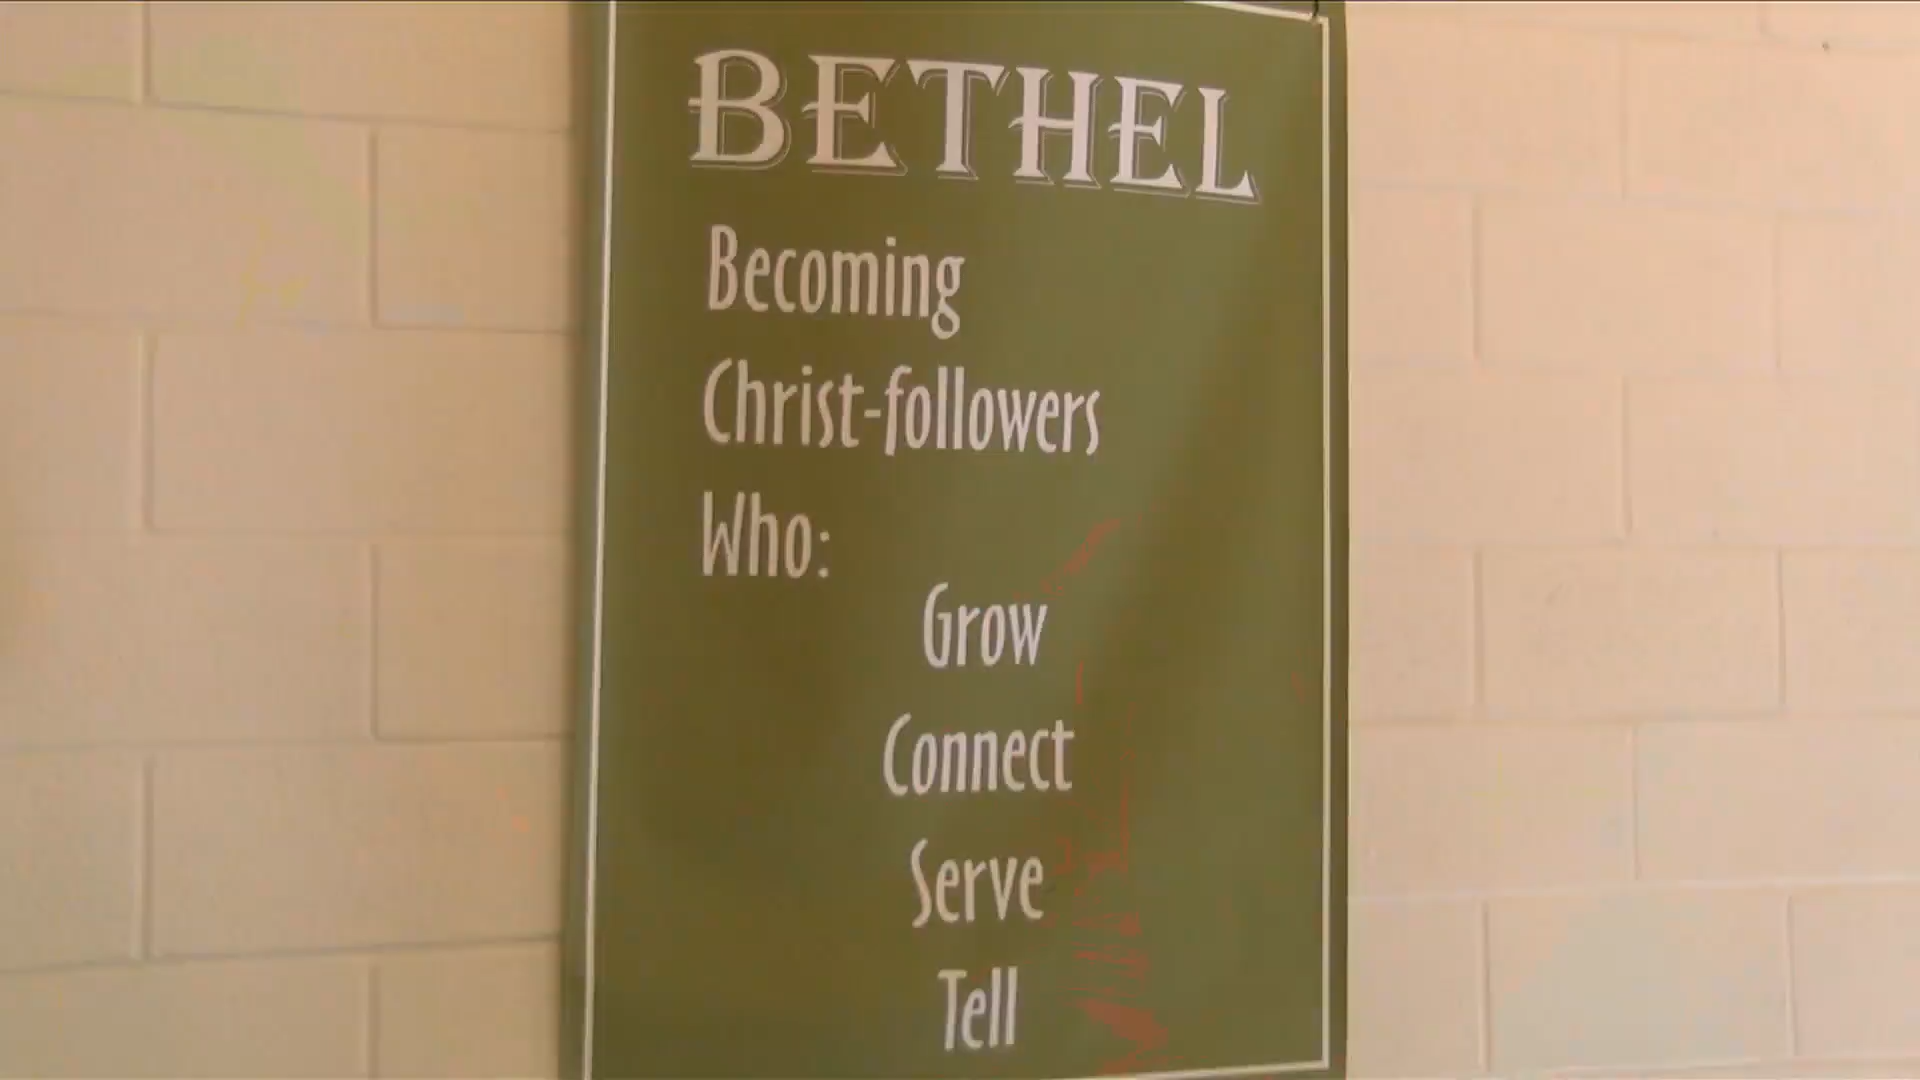 BETHEL
Becoming
Christ-followers
Who:
Grow
Connect
Serve
Tell